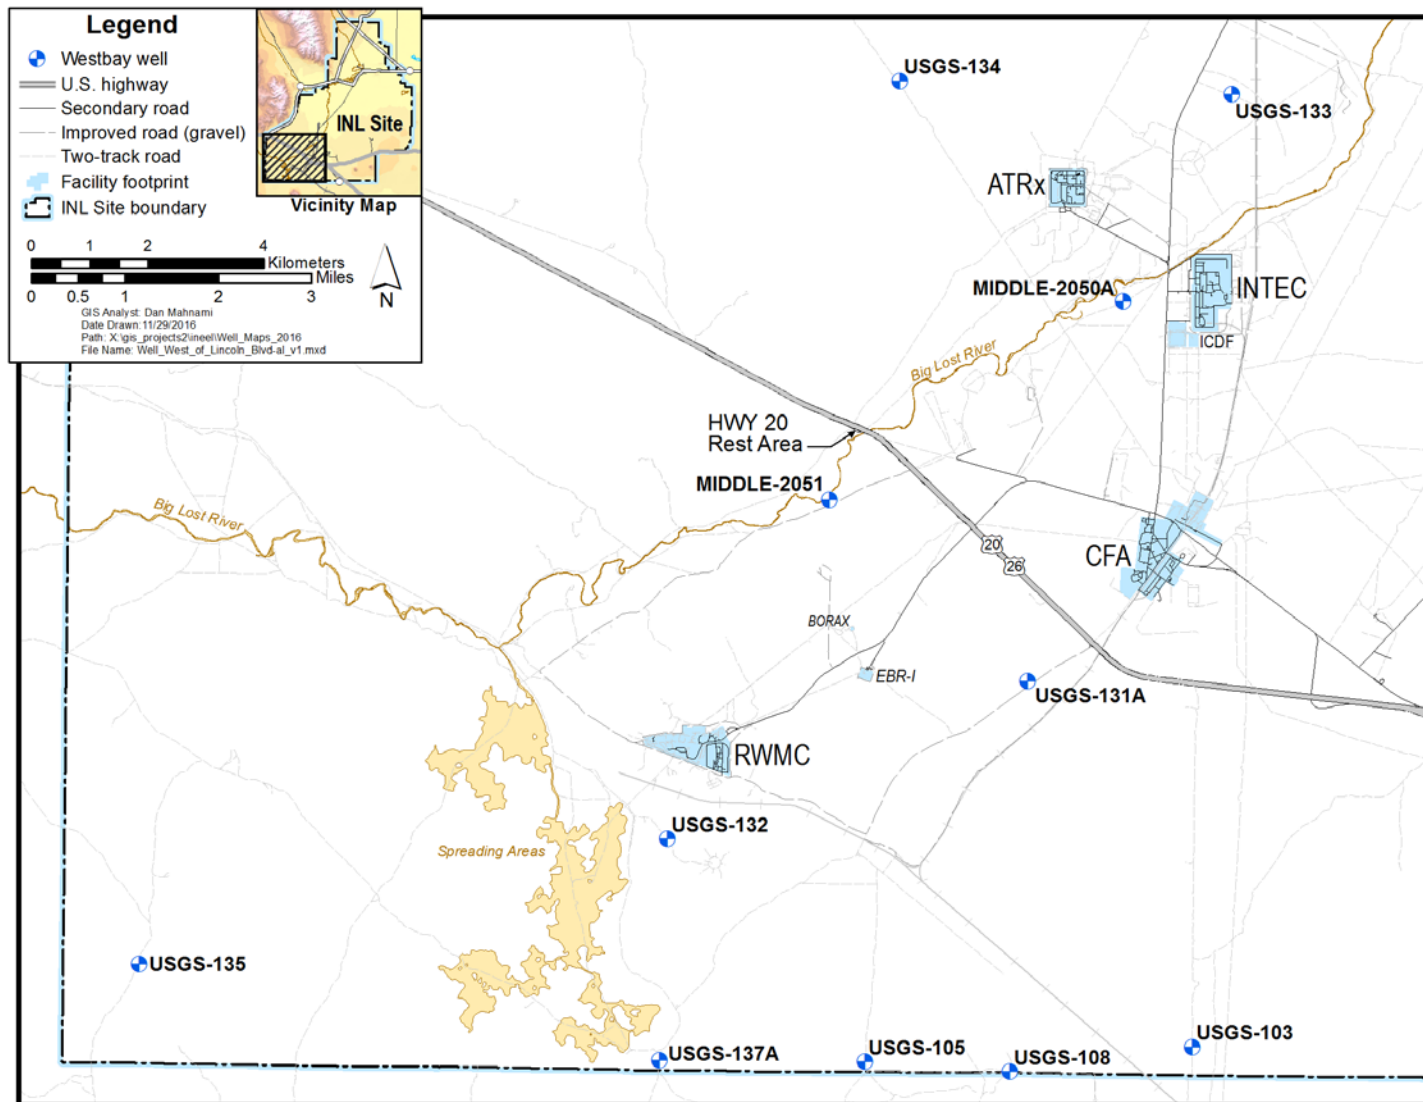 Legend
Westbay well
U.S. highway
Secondary road
Improved road (gravel)
Two-track road
Facility footprint
INL Site boundary
INL Site
Vicinity Map
0 1 2 4
Kilometers
Miles
0 0.5 1 2 3
N
GIS Analyst: Dan Mahnami
Date Drawn: 11/29/2016
Path: X:\gis_projects2\ineel\Well_Maps_2016
File Name: Well_West_of_Lincoln_Blvd-al_v1.mxd
USGS-134
USGS-133
ATRx
MIDDLE-2050A
INTEC
ICDF
Big Lost River
HWY 20
Rest Area
MIDDLE-2051
Big Lost River
20
26
CFA
BORAX
EBR-I
USGS-131A
RWMC
USGS-132
Spreading Areas
USGS-135
USGS-137A
USGS-105
USGS-108
USGS-103